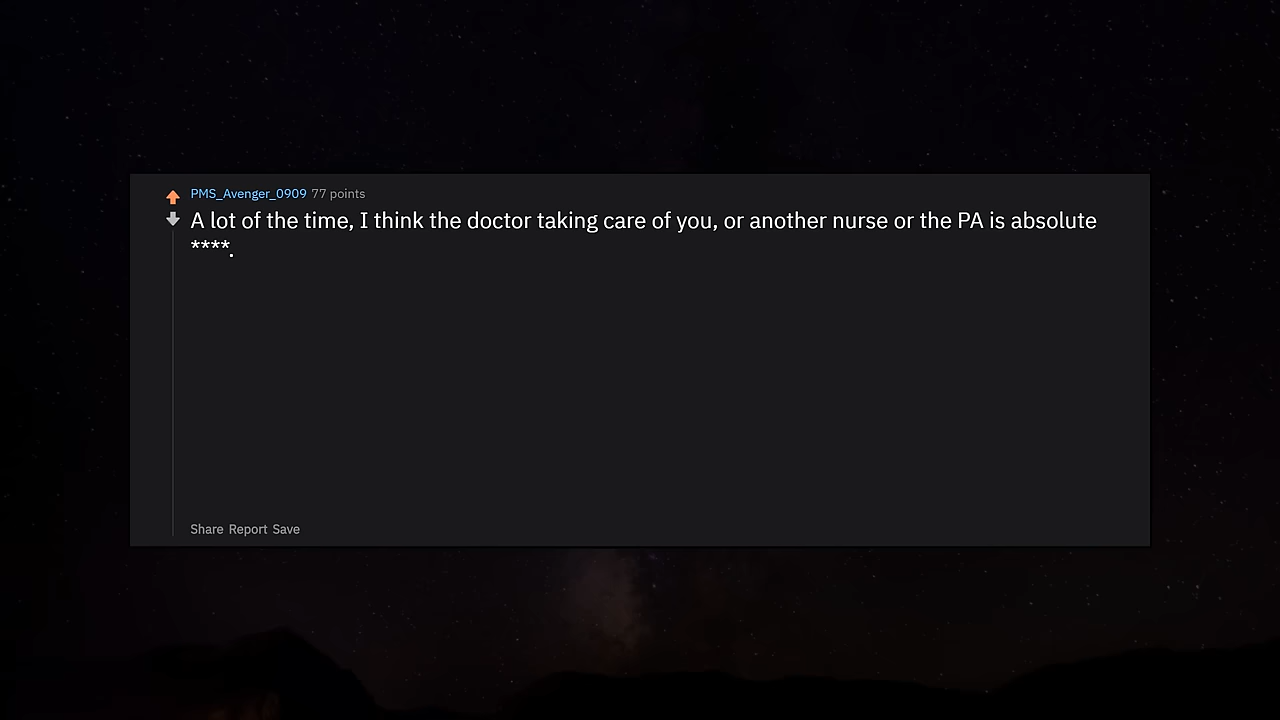 PMS_Avenger_0909 77 points
A lot of the time, I think the doctor taking care of you, or another nurse or the PA is absolute
****.
Share Report Save